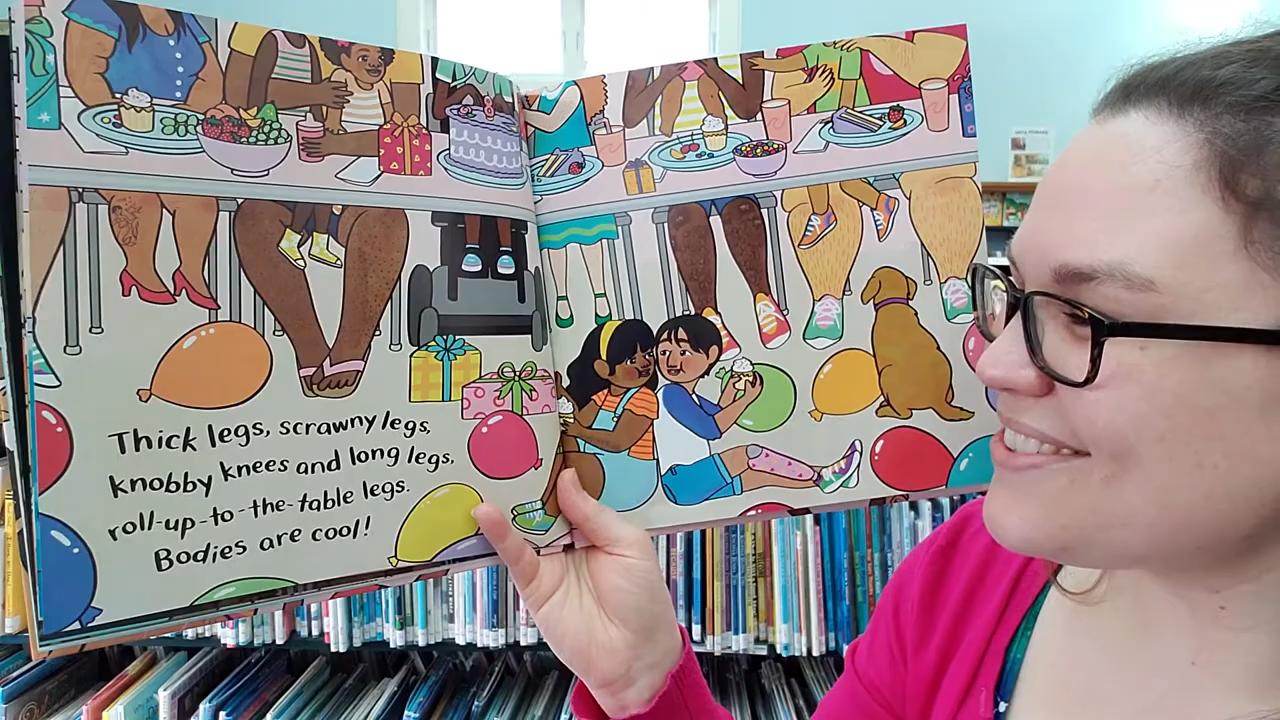 Thick legs, scrawny legs,
knobby knees and long legs,
roll-up-to-the-table legs.
Bodies are cool!